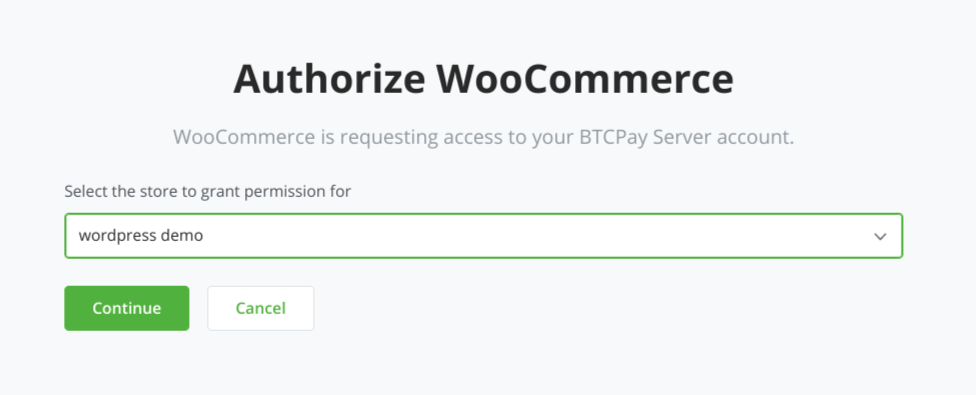 Authorize WooCommerce
WooCommerce is requesting access to your BTCPay Server account.
Select the store to grant permission for
wordpress demo
Continue
Cancel